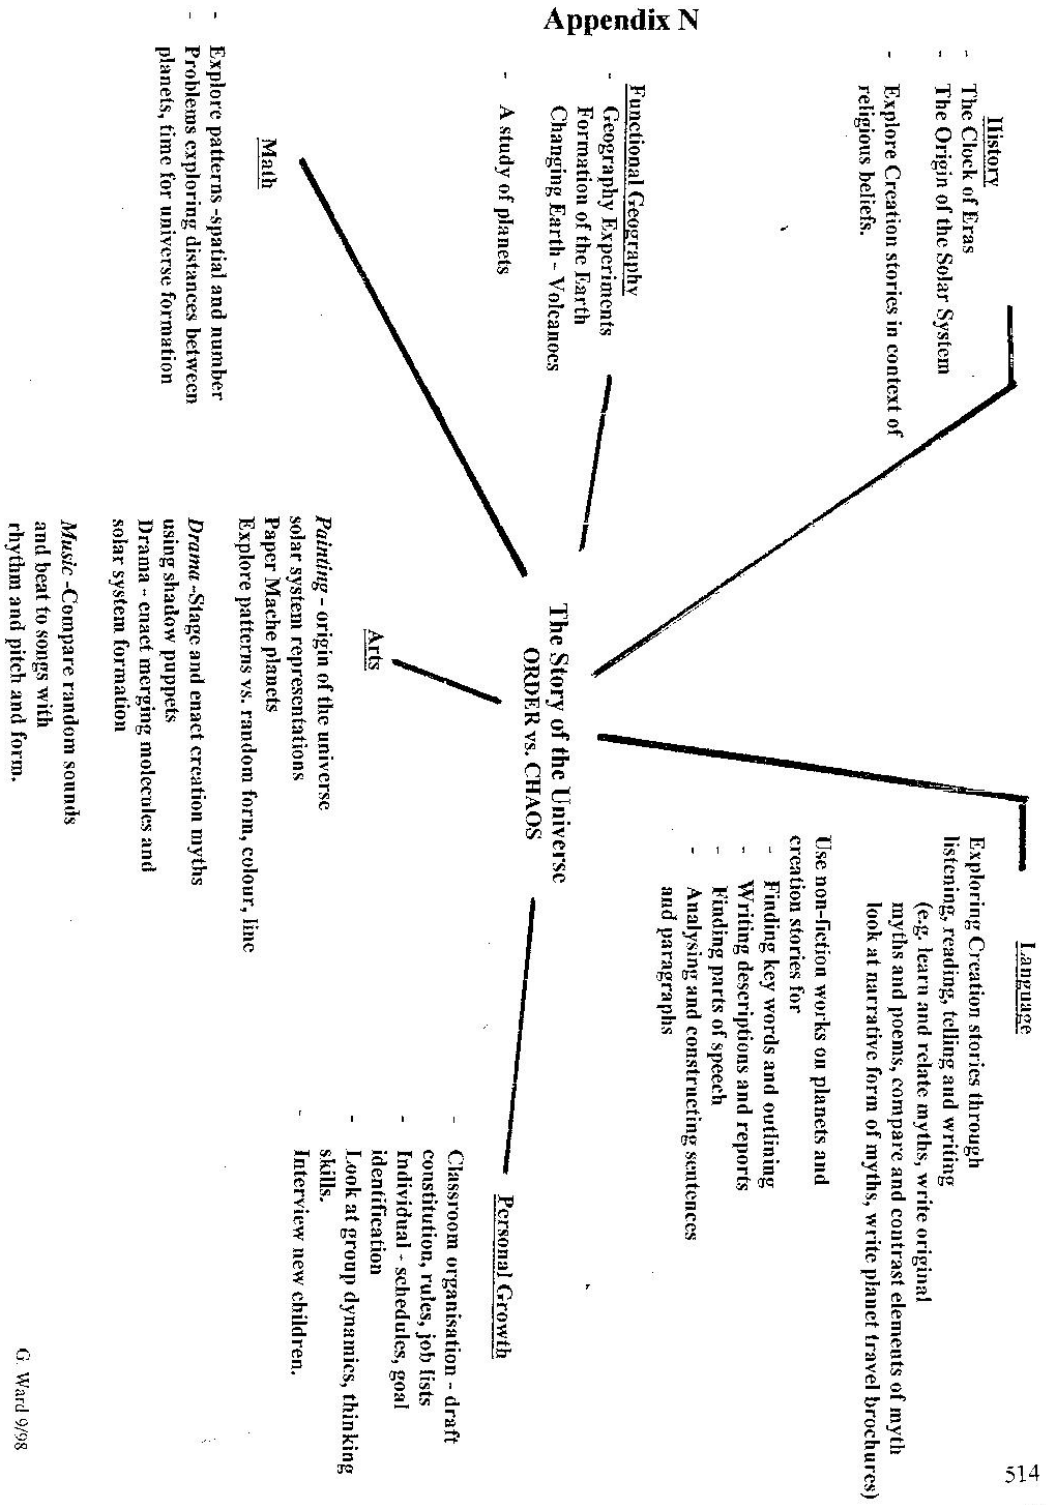 Appendix N
History
- The Clock of Eras
- The Origin of the Solar System
- Explore Creation stories in context of
religious beliefs.
Functional Geography
- Geography Experiments
Formation of the Earth
Changing Earth - Volcanoes
- A study of planets
Math
- Explore patterns -spatial and number
- Problems exploring distances between
planets, time for universe formation
The Story of the Universe
ORDER vs. CHAOS
Arts
Painting - origin of the universe
solar system representations
Paper Mache planets
Explore patterns vs. random form, colour, line
Drama -Stage and enact creation myths
using shadow puppets
Drama - enact merging molecules and
solar system formation
Music -Compare random sounds
and beat to songs with
rhythm and pitch and form.
Language
Exploring Creation stories through
listening, reading, telling and writing
(e.g. learn and relate myths, write original
myths and poems, compare and contrast elements of myth
look at narrative form of myths, write planet travel brochures)
Use non-fiction works on planets and
creation stories for
- Finding key words and outlining
- Writing descriptions and reports
- Finding parts of speech
- Analysing and constructing sentences
and paragraphs
Personal Growth
- Classroom organisation - draft
constitution, rules, job lists
- Individual - schedules, goal
identification
- Look at group dynamics, thinking
skills.
- Interview new children.
G. Ward 9/98
514